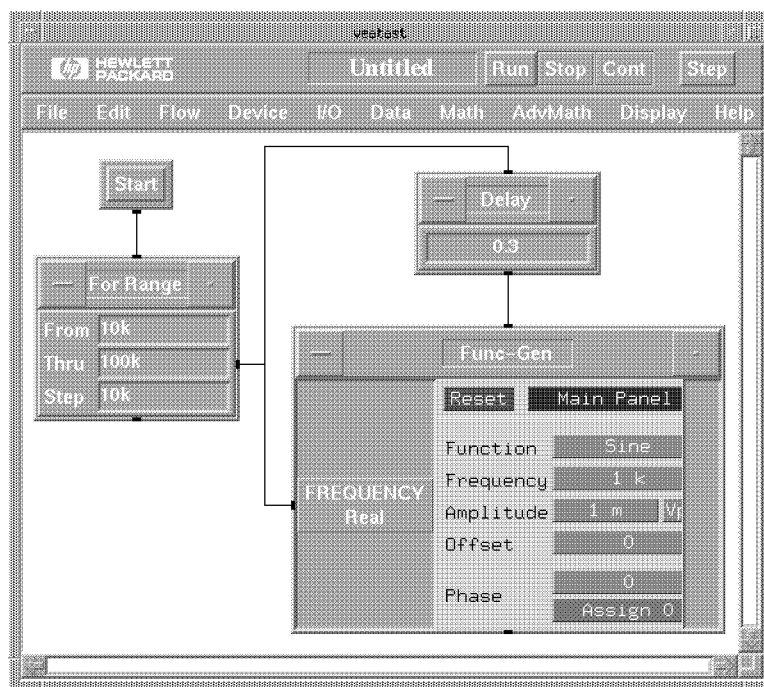 veatest
hp HEWLETT PACKARD Untitled Run Stop Cont Step
File Edit Flow Device I/O Data Math AdvMath Display Help
Start
Delay
0.3
For Range
From 10k
Thru 100k
Step 10k
Func-Gen
FREQUENCY
Real
Reset Main Panel
Function Sine
Frequency 1 k
Amplitude 1 m
Offset 0
Phase 0
Assign 0